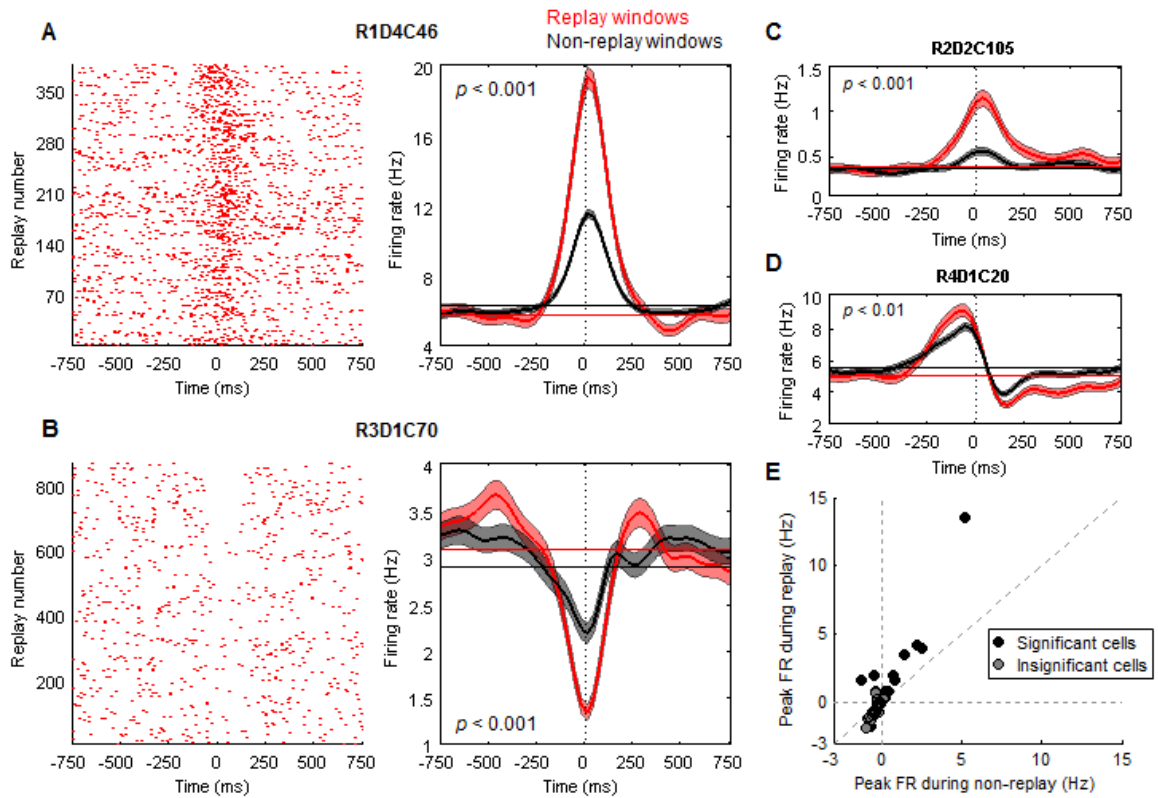 A
R1D4C46
Replay windows
Non-replay windows
350
280
210
140
70
Replay number
-750 -500 -250 0 250 500 750
Time (ms)
20
16
12
8
4
Firing rate (Hz)
p < 0.001
-750 -500 -250 0 250 500 750
Time (ms)
B
R3D1C70
800
600
400
200
Replay number
-750 -500 -250 0 250 500 750
Time (ms)
4
3.5
3
2.5
2
1.5
1
Firing rate (Hz)
p < 0.001
-750 -500 -250 0 250 500 750
Time (ms)
C
R2D2C105
1.5
1
0.5
0
Firing rate (Hz)
p < 0.001
-750 -500 -250 0 250 500 750
Time (ms)
D
R4D1C20
10
8
6
4
2
Firing rate (Hz)
p < 0.01
-750 -500 -250 0 250 500 750
Time (ms)
E
15
10
5
0
-3
Peak FR during replay (Hz)
Significant cells
Insignificant cells
-3 0 5 10 15
Peak FR during non-replay (Hz)